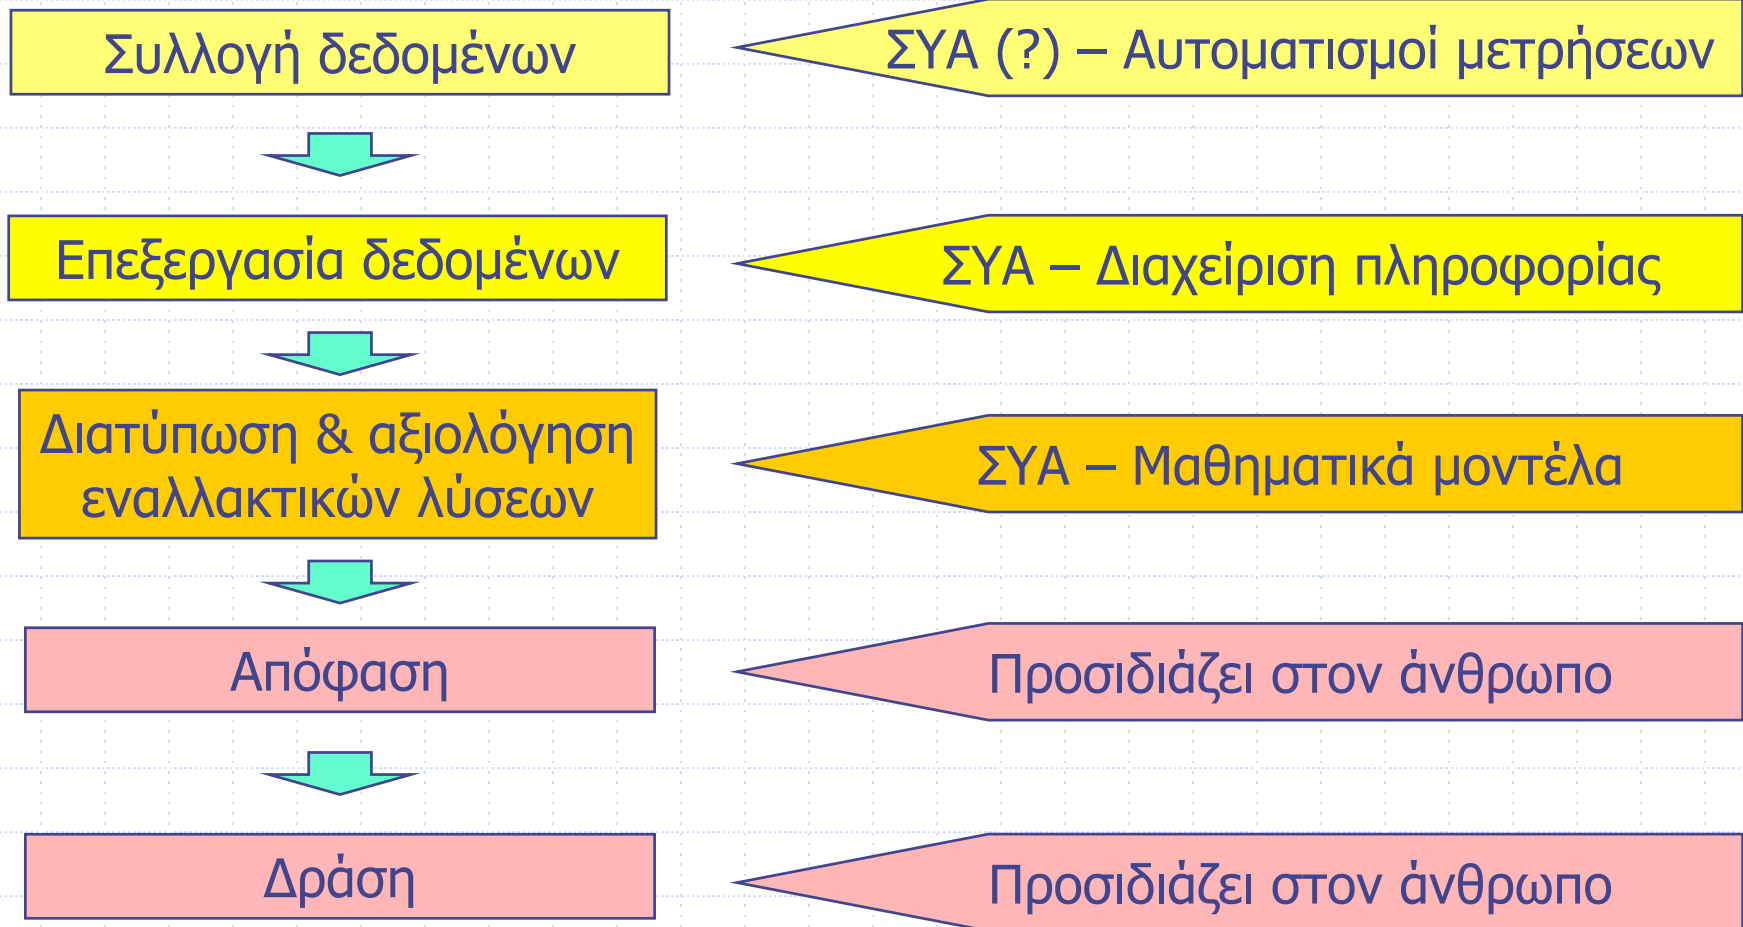 Συλλογή δεδομένων
ΣΥΑ (?) – Αυτοματισμοί μετρήσεων
Επεξεργασία δεδομένων
ΣΥΑ – Διαχείριση πληροφορίας
Διατύπωση & αξιολόγηση
εναλλακτικών λύσεων
ΣΥΑ – Μαθηματικά μοντέλα
Απόφαση
Προσιδιάζει στον άνθρωπο
Δράση
Προσιδιάζει στον άνθρωπο